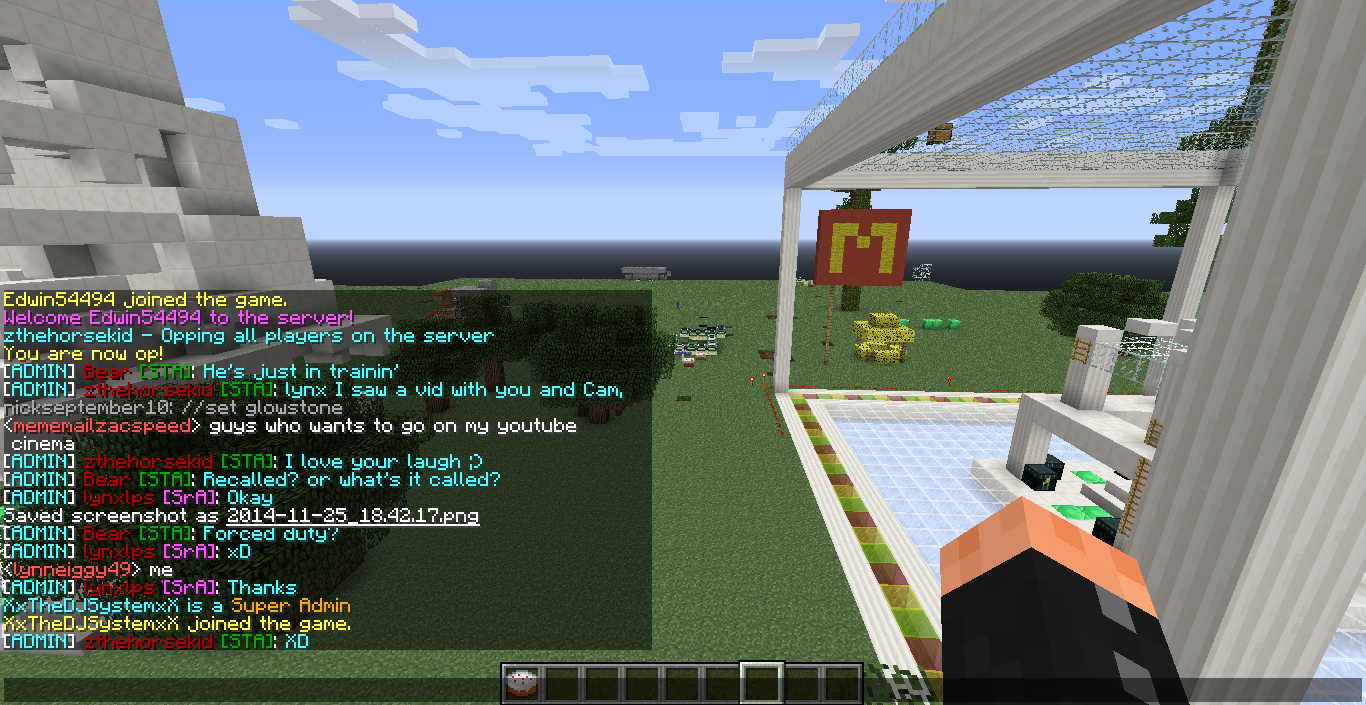 Edwin54494 joined the game.
Welcome Edwin54494 to the server!
zthehorsekid - Opping all players on the server
You are now op!
[ADMIN] Bear [STA]: He's just in trainin'
[ADMIN] zthehorsekid [STA]: lynx I saw a vid with you and Cam,
nickseptember10: //set glowstone
<mememailzacspeed> guys who wants to go on my youtube
cinema
[ADMIN] zthehorsekid [STA]: I love your laugh ;)
[ADMIN] Bear [STA]: Recalled? or what's it called?
[ADMIN] lynxlps [SrA]: Okay
Saved screenshot as 2014-11-25_18.42.17.png
[ADMIN] Bear [STA]: Forced duty?
[ADMIN] lynxlps [SrA]: xD
<lynneiggy49> me
[ADMIN] lynxlps [SrA]: Thanks
XxTheDJSystemxX is a Super Admin
XxTheDJSystemxX joined the game.
[ADMIN] zthehorsekid [STA]: XD
M